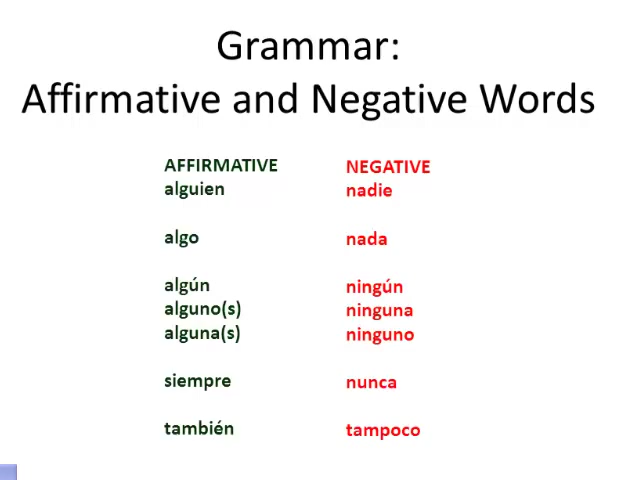 Grammar:
Affirmative and Negative Words
AFFIRMATIVE NEGATIVE
alguien nadie
algo nada
algún ningún
alguno(s) ninguna
alguna(s) ninguno
siempre nunca
también tampoco